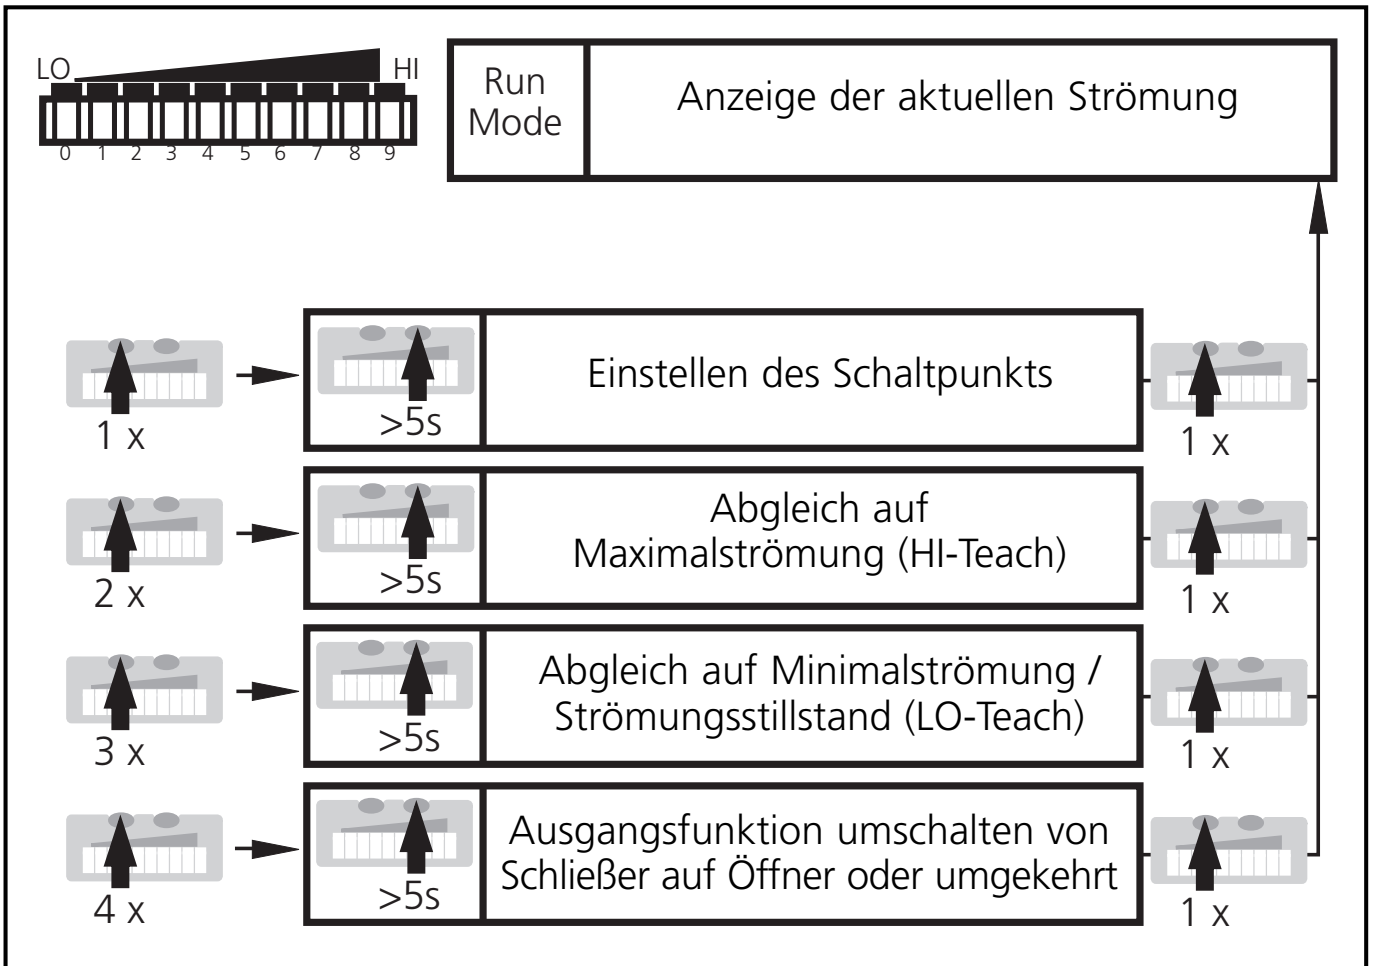 LO HI
0 1 2 3 4 5 6 7 8 9
Run
Mode
Anzeige der aktuellen Strömung
1 x
>5s
Einstellen des Schaltpunkts
1 x
2 x
>5s
Abgleich auf
Maximalströmung (HI-Teach)
1 x
3 x
>5s
Abgleich auf Minimalströmung /
Strömungsstillstand (LO-Teach)
1 x
4 x
>5s
Ausgangsfunktion umschalten von
Schließer auf Öffner oder umgekehrt
1 x